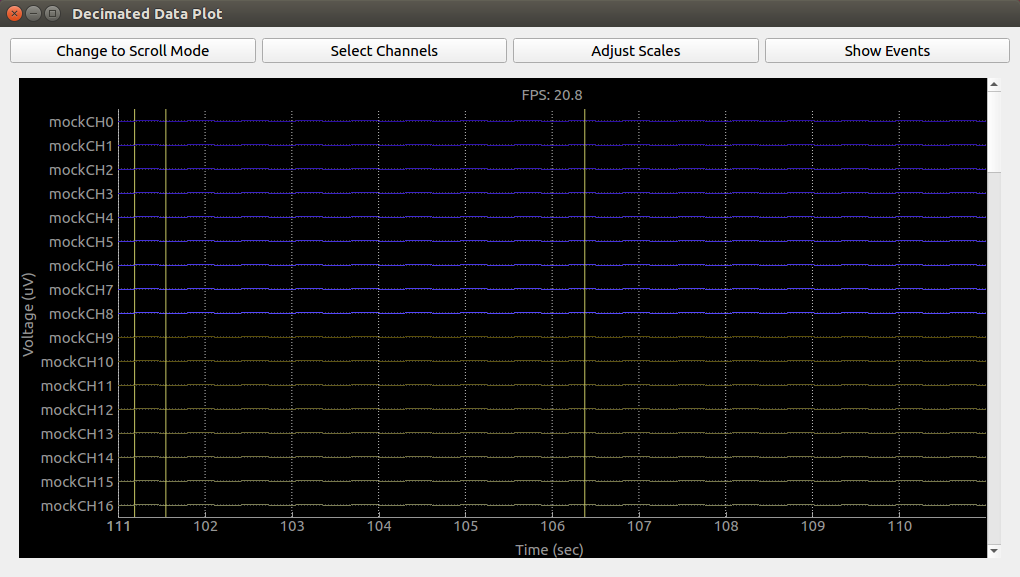 Decimated Data Plot
Change to Scroll Mode Select Channels Adjust Scales Show Events
FPS: 20.8
mockCH0
mockCH1
mockCH2
mockCH3
mockCH4
mockCH5
mockCH6
mockCH7
mockCH8
mockCH9
mockCH10
mockCH11
mockCH12
mockCH13
mockCH14
mockCH15
mockCH16
Voltage (uV)
111 102 103 104 105 106 107 108 109 110
Time (sec)